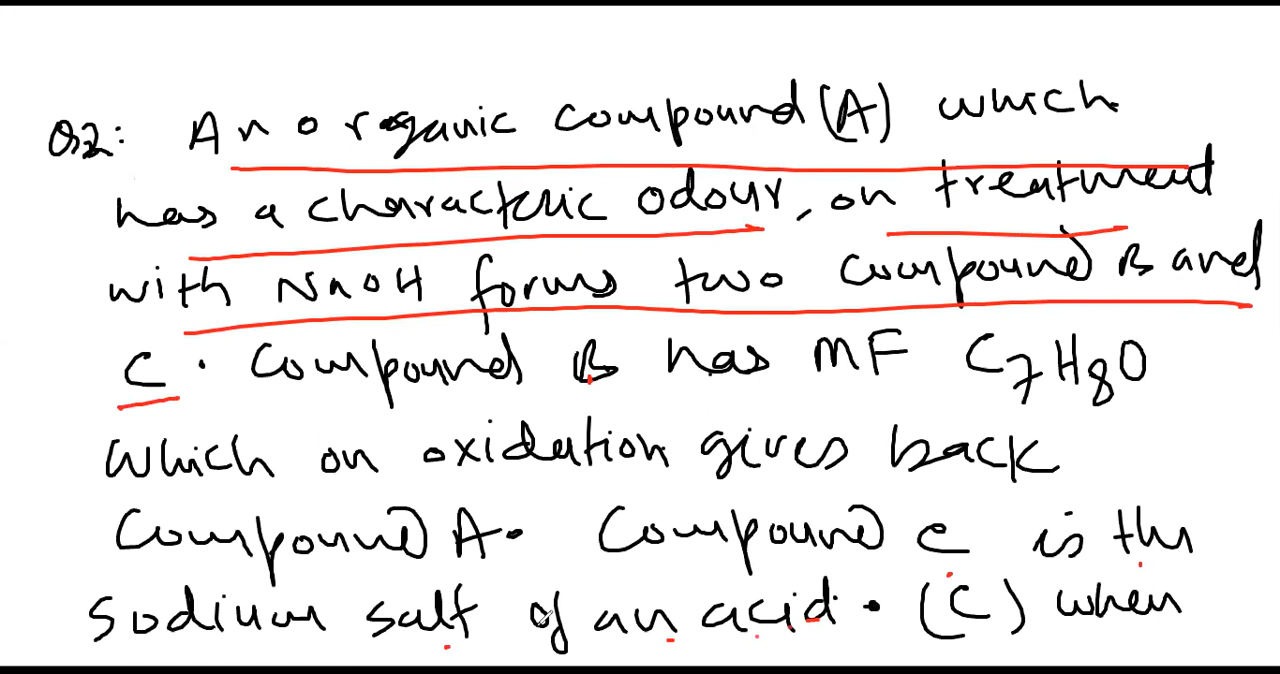 Q2: An organic compound (A) which
has a characteric odour, on treatment
with NaOH forms two compound B and
C. Compound B has MF C7H8O
which on oxidation gives back
Compound A. Compound C is the
sodium salt of an acid. (C) when